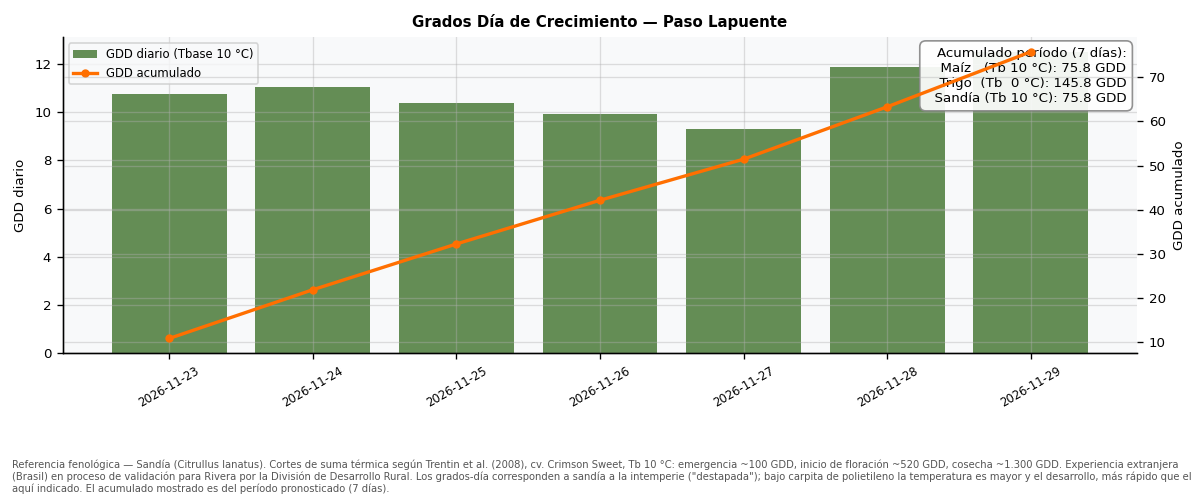 Grados Día de Crecimiento — Paso Lapuente
GDD diario (Tbase 10 °C)
GDD acumulado
Acumulado período (7 días):
Maíz (Tb 10 °C): 75.8 GDD
Trigo (Tb 0 °C): 145.8 GDD
Sandía (Tb 10 °C): 75.8 GDD
GDD diario
12
10
8
6
4
2
0
GDD acumulado
70
60
50
40
30
20
10
2026-11-23
2026-11-24
2026-11-25
2026-11-26
2026-11-27
2026-11-28
2026-11-29
Referencia fenológica — Sandía (Citrullus lanatus). Cortes de suma térmica según Trentin et al. (2008), cv. Crimson Sweet, Tb 10 °C: emergencia ~100 GDD, inicio de floración ~520 GDD, cosecha ~1.300 GDD. Experiencia extranjera
(Brasil) en proceso de validación para Rivera por la División de Desarrollo Rural. Los grados-día corresponden a sandía a la intemperie ("destapada"); bajo carpita de polietileno la temperatura es mayor y el desarrollo, más rápido que el
aquí indicado. El acumulado mostrado es del período pronosticado (7 días).